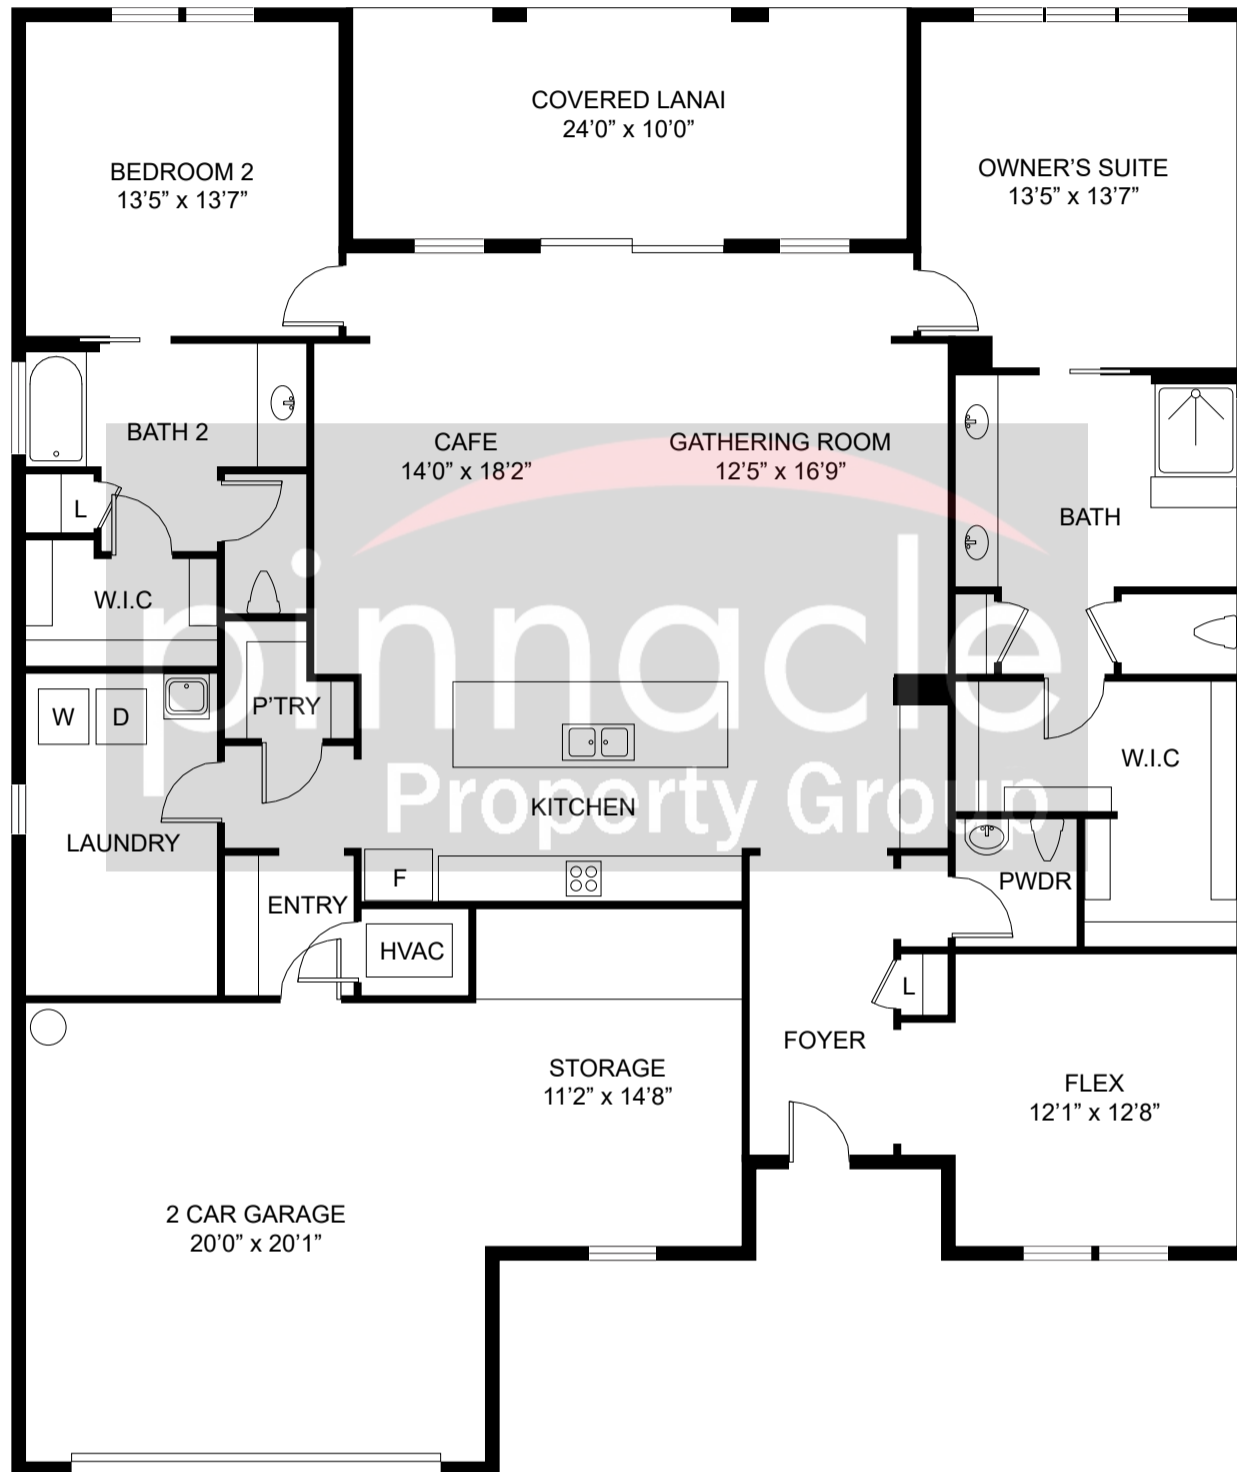 COVERED LANAI
24’0” x 10’0”
BEDROOM 2
13’5” x 13’7”
OWNER’S SUITE
13’5” x 13’7”
BATH 2
CAFE
14’0” x 18’2”
GATHERING ROOM
12’5” x 16’9”
L
BATH
W.I.C
pinnacle
Property Group
W
D
P’TRY
W.I.C
KITCHEN
LAUNDRY
F
PWDR
ENTRY
HVAC
L
FOYER
STORAGE
11’2” x 14’8”
FLEX
12’1” x 12’8”
2 CAR GARAGE
20’0” x 20’1”